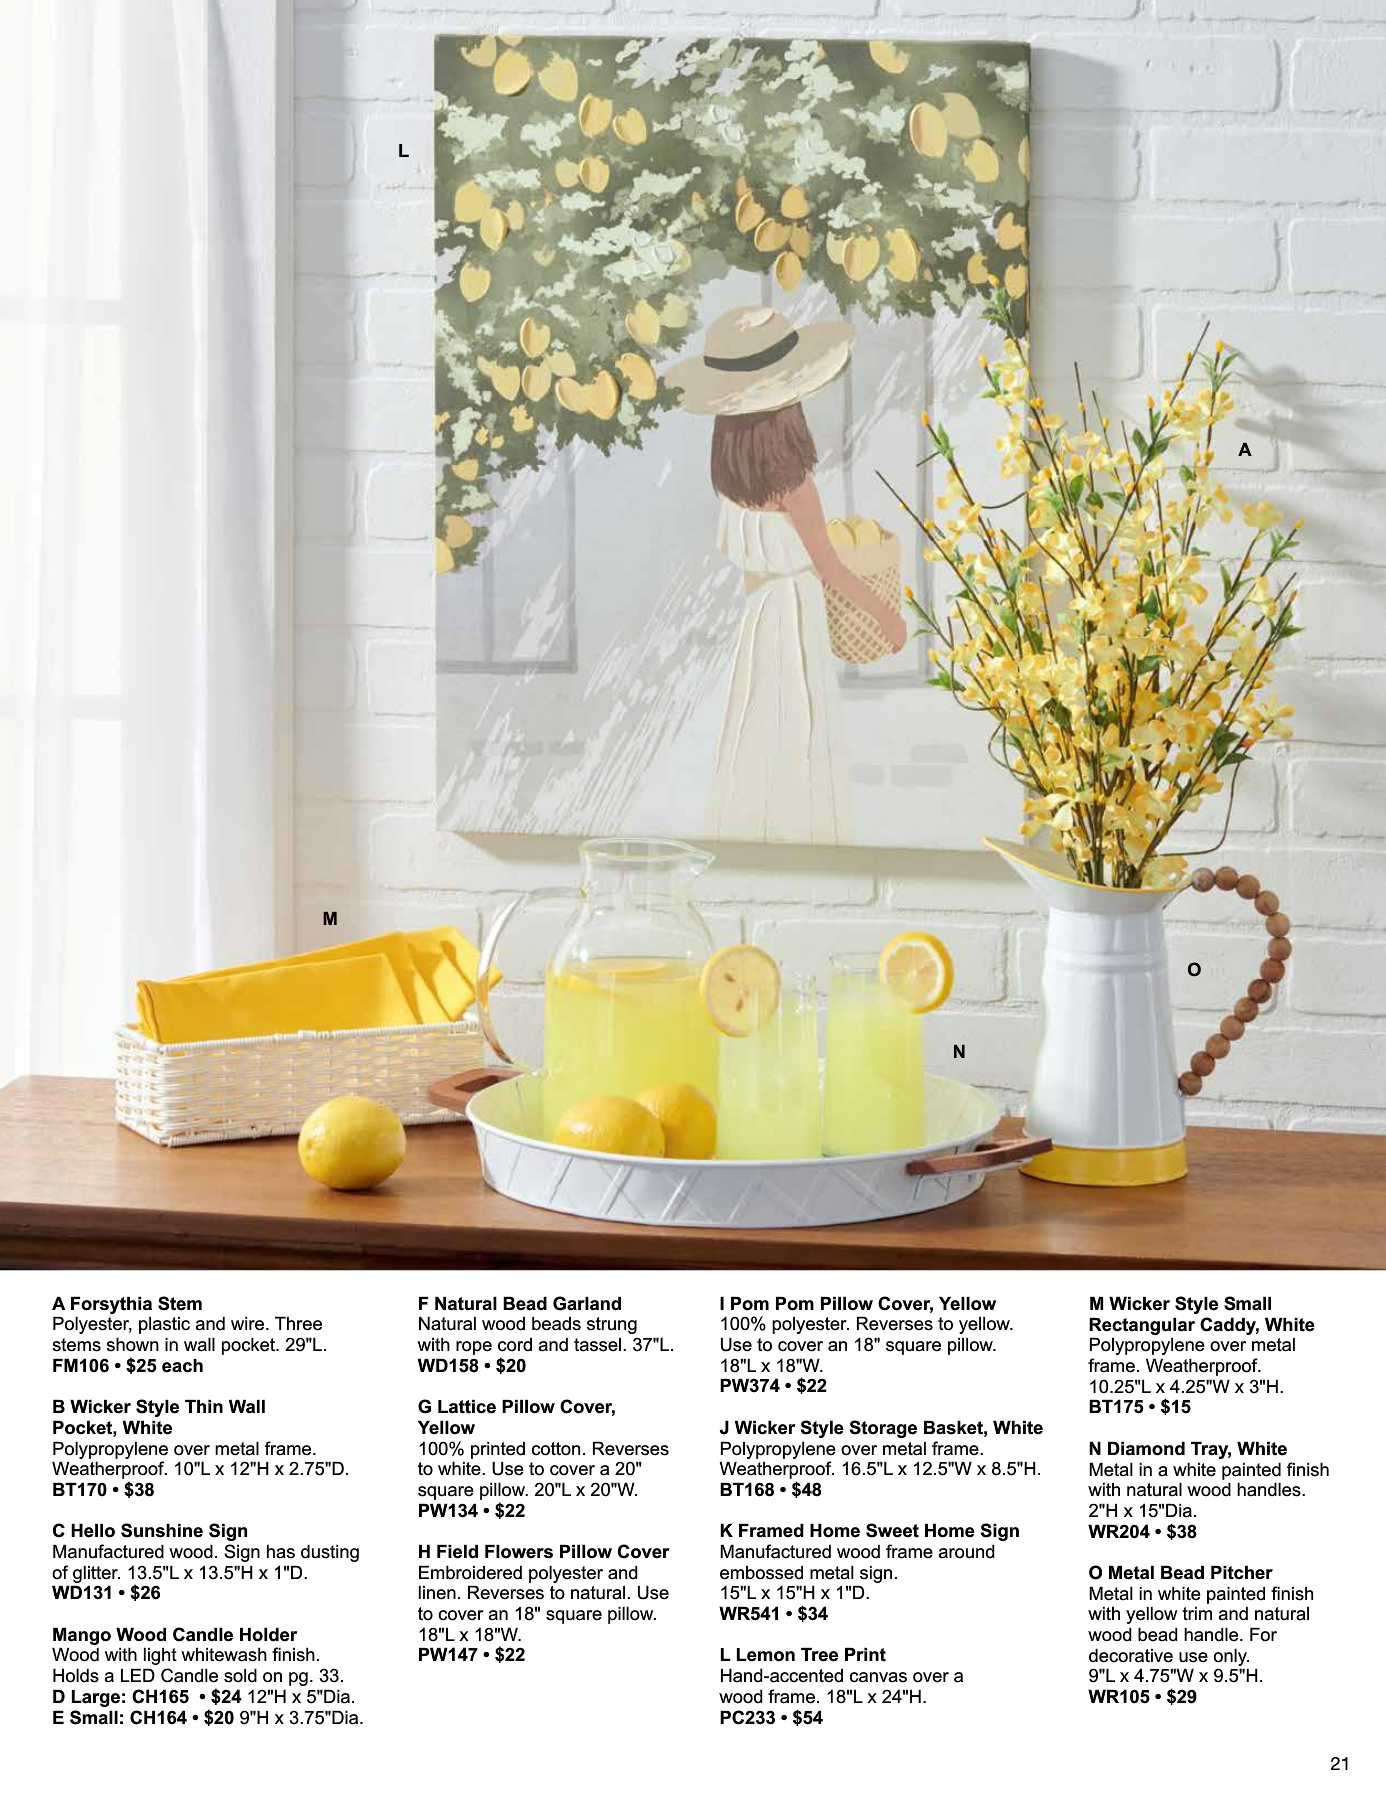 L
A
M
O
N
A Forsythia Stem
Polyester, plastic and wire. Three
stems shown in wall pocket. 29"L.
FM106 • $25 each
B Wicker Style Thin Wall
Pocket, White
Polypropylene over metal frame.
Weatherproof. 10"L x 12"H x 2.75"D.
BT170 • $38
C Hello Sunshine Sign
Manufactured wood. Sign has dusting
of glitter. 13.5"L x 13.5"H x 1"D.
WD131 • $26
Mango Wood Candle Holder
Wood with light whitewash finish.
Holds a LED Candle sold on pg. 33.
D Large: CH165 • $24 12"H x 5"Dia.
E Small: CH164 • $20 9"H x 3.75"Dia.
F Natural Bead Garland
Natural wood beads strung
with rope cord and tassel. 37"L.
WD158 • $20
G Lattice Pillow Cover,
Yellow
100% printed cotton. Reverses
to white. Use to cover a 20"
square pillow. 20"L x 20"W.
PW134 • $22
H Field Flowers Pillow Cover
Embroidered polyester and
linen. Reverses to natural. Use
to cover an 18" square pillow.
18"L x 18"W.
PW147 • $22
I Pom Pom Pillow Cover, Yellow
100% polyester. Reverses to yellow.
Use to cover an 18" square pillow.
18"L x 18"W.
PW374 • $22
J Wicker Style Storage Basket, White
Polypropylene over metal frame.
Weatherproof. 16.5"L x 12.5"W x 8.5"H.
BT168 • $48
K Framed Home Sweet Home Sign
Manufactured wood frame around
embossed metal sign.
15"L x 15"H x 1"D.
WR541 • $34
L Lemon Tree Print
Hand-accented canvas over a
wood frame. 18"L x 24"H.
PC233 • $54
M Wicker Style Small
Rectangular Caddy, White
Polypropylene over metal
frame. Weatherproof.
10.25"L x 4.25"W x 3"H.
BT175 • $15
N Diamond Tray, White
Metal in a white painted finish
with natural wood handles.
2"H x 15"Dia.
WR204 • $38
O Metal Bead Pitcher
Metal in white painted finish
with yellow trim and natural
wood bead handle. For
decorative use only.
9"L x 4.75"W x 9.5"H.
WR105 • $29
21